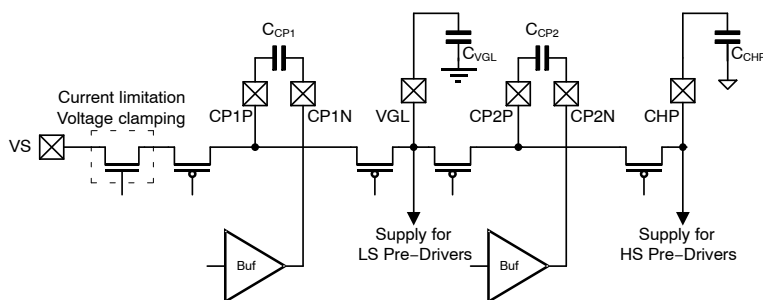 CCP1
CVGL
CCP2
CCHP
Current limitation
Voltage clamping
CP1P
CP1N
VGL
CP2P
CP2N
CHP
VS
Supply for
LS Pre−Drivers
Supply for
HS Pre−Drivers
Buf
Buf